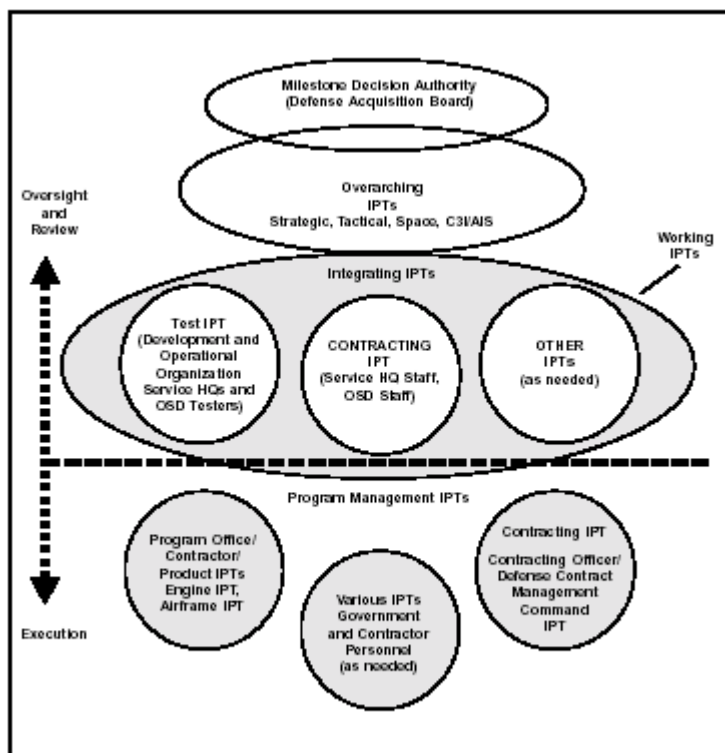 Milestone Decision Authority
(Defense Acquisition Board)
Overarching
IPTs
Strategic, Tactical, Space, C3I/AIS
Oversight
and
Review
Working
IPTs
Integrating IPTs
Test IPT
(Development and
Operational
Organization
Service HQs and
OSD Testers)
CONTRACTING
IPT
(Service HQ Staff,
OSD Staff)
OTHER
IPTs
(as needed)
Program Management IPTs
Program Office/
Contractor/
Product IPTs
Engine IPT,
Airframe IPT
Various IPTs
Government
and Contractor
Personnel
(as needed)
Contracting IPT
Contracting Officer/
Defense Contract
Management
Command
IPT
Execution